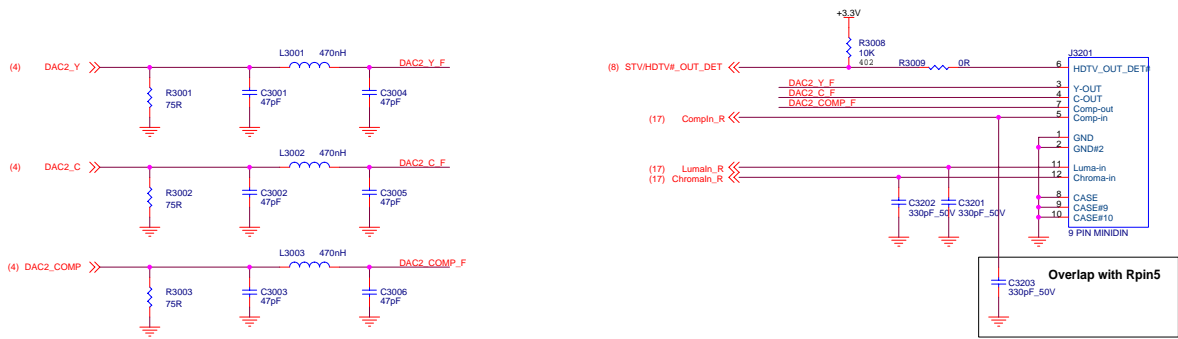 L3001 470nH
(4) DAC2_Y DAC2_Y_F
R3001
75R
C3001
47pF
C3004
47pF
L3002 470nH
(4) DAC2_C DAC2_C_F
R3002
75R
C3002
47pF
C3005
47pF
L3003 470nH
(4) DAC2_COMP DAC2_COMP_F
R3003
75R
C3003
47pF
C3006
47pF
+3.3V
R3008
10K
402
(8) STV/HDTV#_OUT_DET
R3009 0R
DAC2_Y_F
DAC2_C_F
DAC2_COMP_F
(17) CompIn_R
(17) LumaIn_R
(17) ChromaIn_R
C3202
330pF_50V
C3201
330pF_50V
J3201
6 HDTV_OUT_DET#
3 Y-OUT
4 C-OUT
7 Comp-out
5 Comp-in
1 GND
2 GND#2
11 Luma-in
12 Chroma-in
8 CASE
9 CASE#9
10 CASE#10
9 PIN MINIDIN
Overlap with Rpin5
C3203
330pF_50V